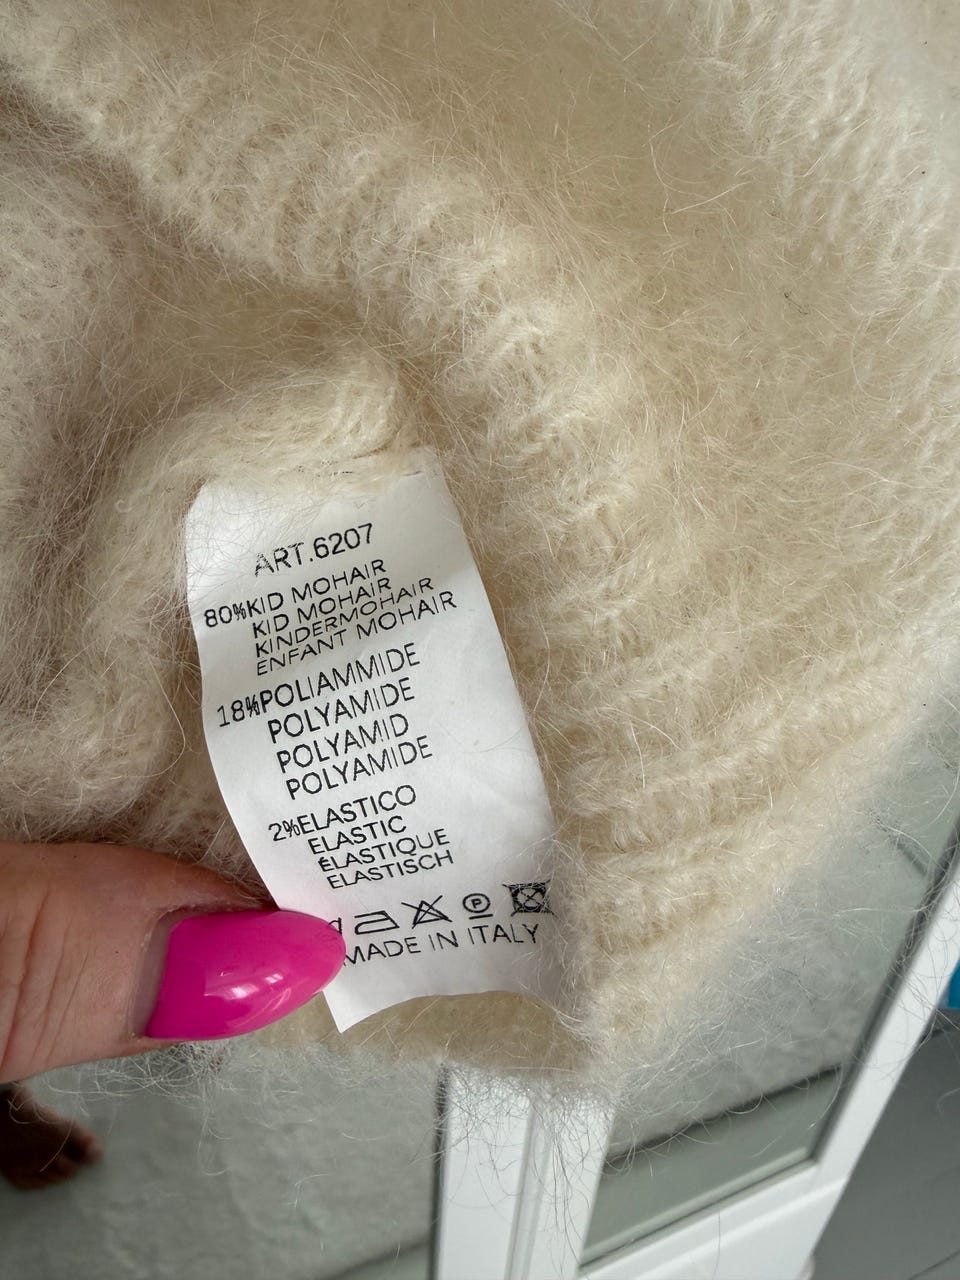 ART.6207
80%KID MOHAIR
KID MOHAIR
KINDERMOHAIR
ENFANT MOHAIR
18%POLIAMMIDE
POLYAMIDE
POLYAMID
POLYAMIDE
2%ELASTICO
ELASTIC
ÉLASTIQUE
ELASTISCH
P
MADE IN ITALY